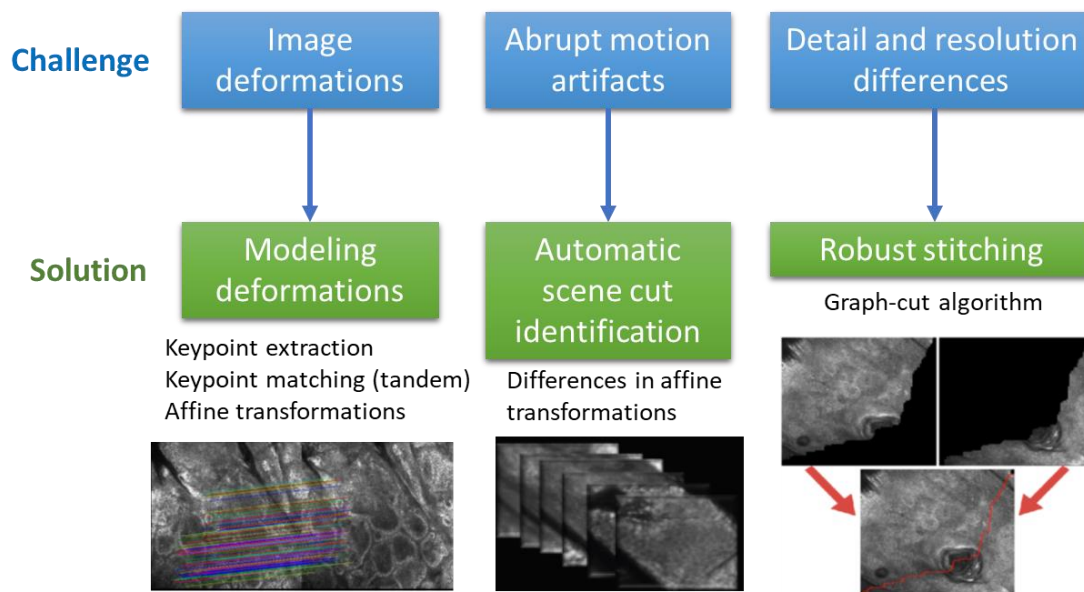 Challenge
Image
deformations
Abrupt motion
artifacts
Detail and resolution
differences
Solution
Modeling
deformations
Keypoint extraction
Keypoint matching (tandem)
Affine transformations
Automatic
scene cut
identification
Differences in affine
transformations
Robust stitching
Graph-cut algorithm